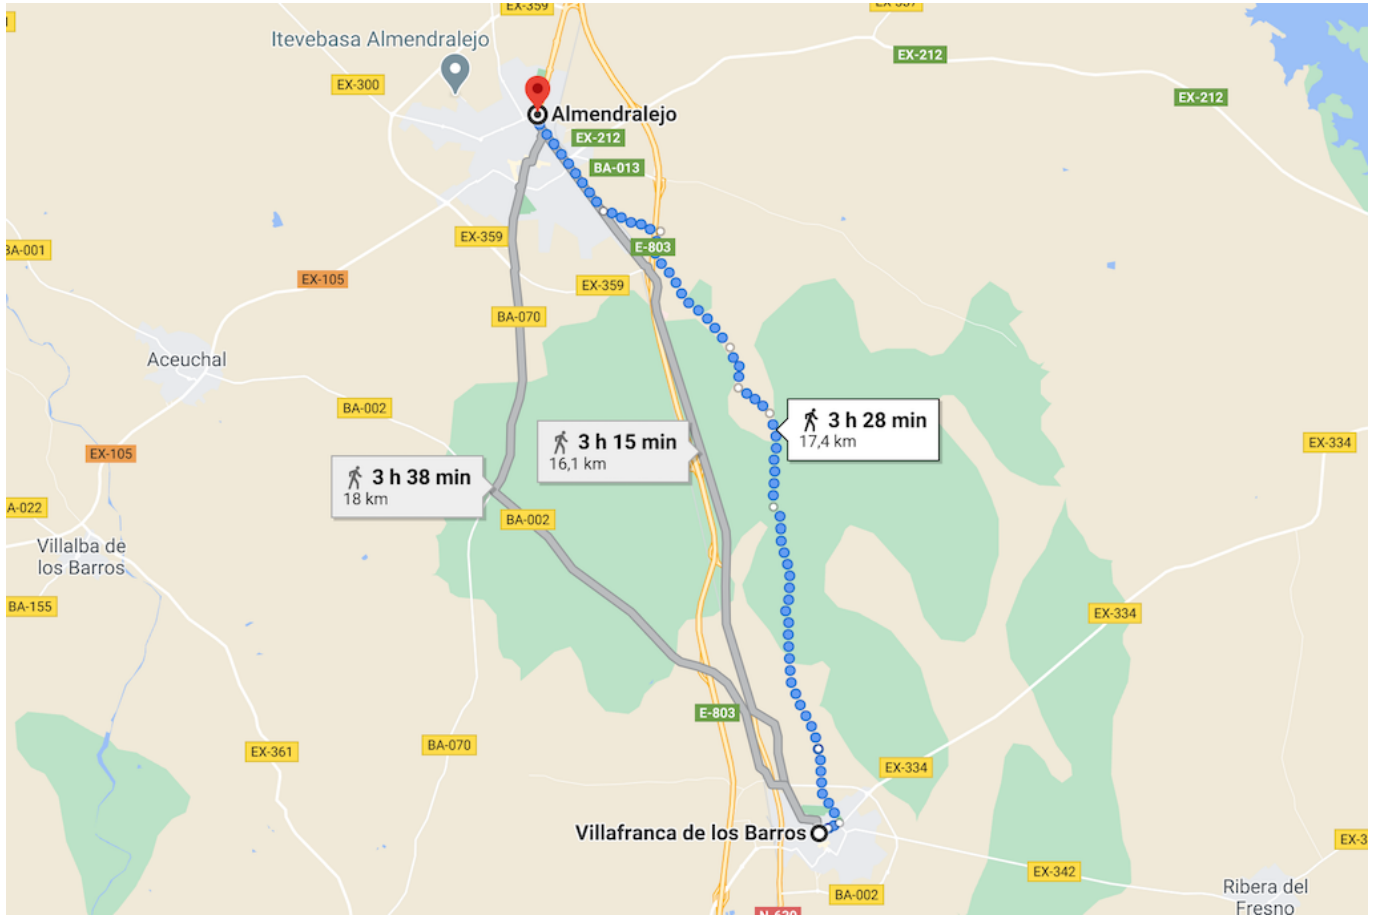 EX-359
Itevebasa Almendralejo
EX-212
EX-300
EX-212
Almendralejo
EX-212
BA-013
EX-359
E-803
BA-001
EX-105
EX-359
BA-070
Aceuchal
BA-002
3 h 28 min
17,4 km
3 h 15 min
16,1 km
EX-334
EX-105
3 h 38 min
18 km
BA-002
Villalba de
los Barros
BA-155
EX-334
E-803
BA-070
EX-361
EX-334
Villafranca de los Barros
EX-342
BA-002
Ribera del
Fresno
N-630